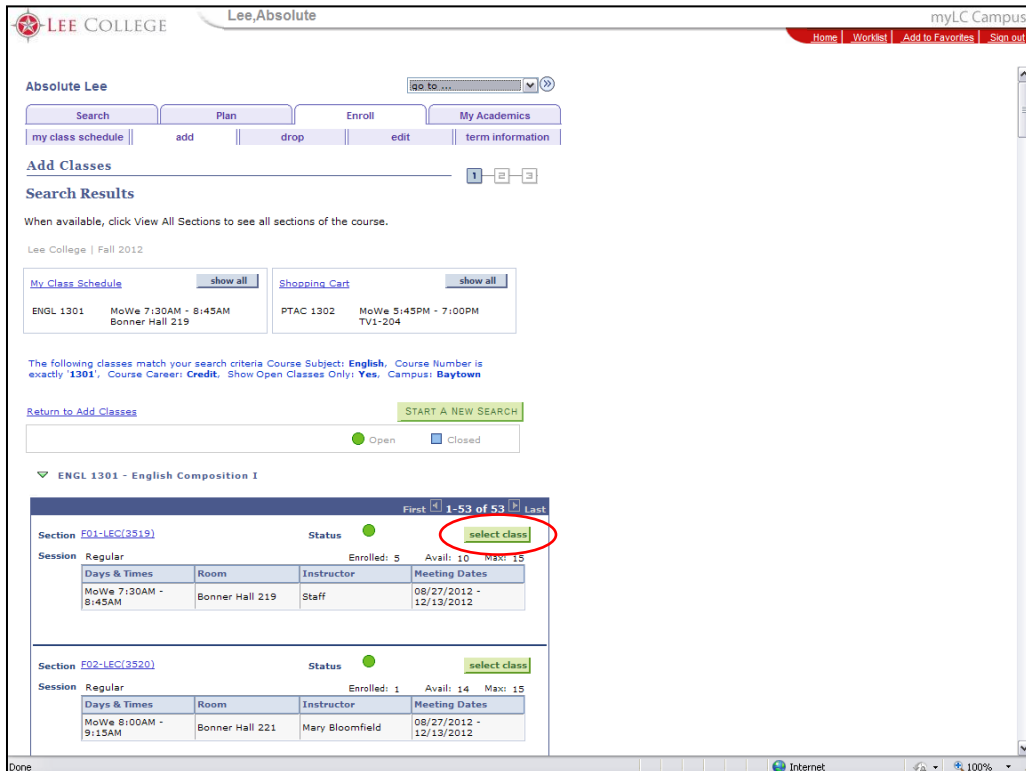 LEE COLLEGE
Lee,Absolute
myLC Campus
Home Worklist Add to Favorites Sign out
Absolute Lee
go to ...
Search Plan Enroll My Academics
my class schedule add drop edit term information
Add Classes
1 2 3
Search Results
When available, click View All Sections to see all sections of the course.
Lee College | Fall 2012
My Class Schedule show all
ENGL 1301 MoWe 7:30AM - 8:45AM
Bonner Hall 219
Shopping Cart show all
PTAC 1302 MoWe 5:45PM - 7:00PM
TV1-204
The following classes match your search criteria Course Subject: English, Course Number is
exactly '1301', Course Career: Credit, Show Open Classes Only: Yes, Campus: Baytown
Return to Add Classes START A NEW SEARCH
Open Closed
ENGL 1301 - English Composition I
First 1-53 of 53 Last
Section F01-LEC(3519) Status select class
Session Regular Enrolled: 5 Avail: 10 Max: 15
Days & Times Room Instructor Meeting Dates
MoWe 7:30AM -
8:45AM
Bonner Hall 219
Staff
08/27/2012 -
12/13/2012
Section F02-LEC(3520) Status select class
Session Regular Enrolled: 1 Avail: 14 Max: 15
Days & Times Room Instructor Meeting Dates
MoWe 8:00AM -
9:15AM
Bonner Hall 221
Mary Bloomfield
08/27/2012 -
12/13/2012
Done Internet 100%